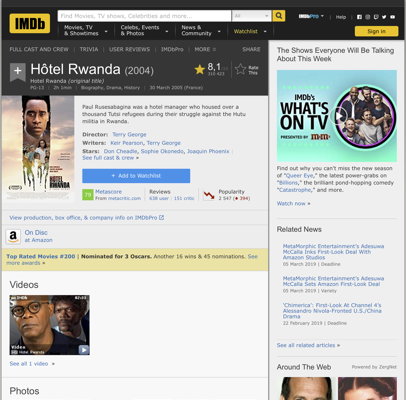 IMDb
Find Movies, TV shows, Celebrities and more...
All
Movies, TV & Showtimes
Celebs, Events & Photos
News & Community
Watchlist
IMDbPro
Help
Sign in
FULL CAST AND CREW | TRIVIA | USER REVIEWS | IMDbPro | MORE
SHARE
Hôtel Rwanda (2004)
Hotel Rwanda (original title)
PG-13 | 2h 1min | Biography, Drama, History | 30 March 2005 (France)
8,1
Rate This
Paul Rusesabagina was a hotel manager who housed over a thousand Tutsi refugees during their struggle against the Hutu militia in Rwanda.
Director: Terry George
Writers: Keir Pearson, Terry George
Stars: Don Cheadle, Sophie Okonedo, Joaquin Phoenix |
See full cast & crew »
HOTEL RWANDA
+ Add to Watchlist
79
Metascore
From metacritic.com
Reviews
638 user | 151 critic
Popularity
2 547
View production, box office, & company info on IMDbPro
On Disc
at Amazon
Top Rated Movies #200 | Nominated for 3 Oscars. Another 16 wins & 45 nominations. See more awards »
Videos
Video
Hotel Rwanda
See all 1 video »
Photos
The Shows Everyone Will Be Talking About This Week
IMDb's
WHAT'S ON TV
PRESENTED BY
Find out why you can't miss the new season of "Queer Eye," the latest power-grabs on "Billions," the brilliant pond-hopping comedy "Catastrophe," and more.
Watch now »
Related News
MetaMorphic Entertainment's Adesuwa McCalla Inks First-Look Deal With Amazon Studios
05 March 2019 | Deadline
MetaMorphic Entertainment's Adesuwa McCalla Sets Amazon First-Look Deal
05 March 2019 | Variety
'Chimerica': First-Look At Channel 4's Alessandro Nivola-Fronted U.S./China Drama
22 February 2019 | Deadline
See all related articles »
Around The Web
Powered by ZergNet